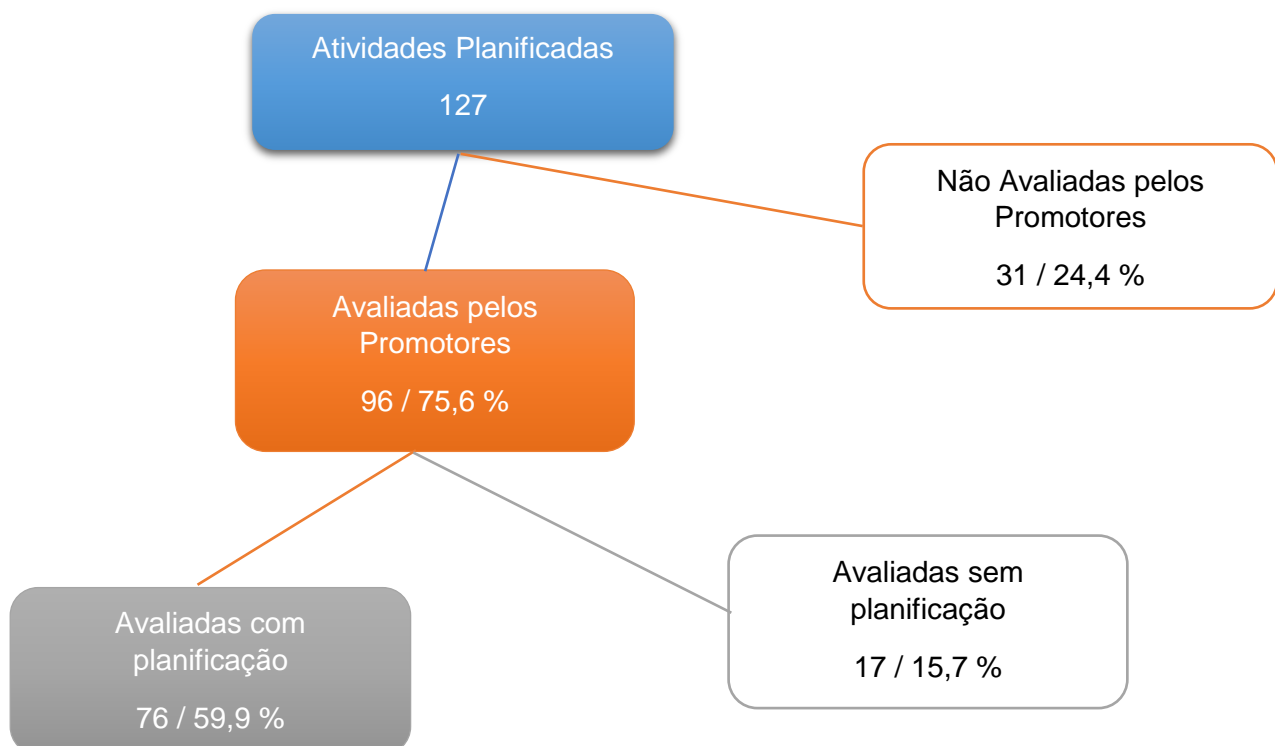 Atividades Planificadas
127
Não Avaliadas pelos
Promotores
31 / 24,4 %
Avaliadas pelos
Promotores
96 / 75,6 %
Avaliadas sem
planificação
17 / 15,7 %
Avaliadas com
planificação
76 / 59,9 %